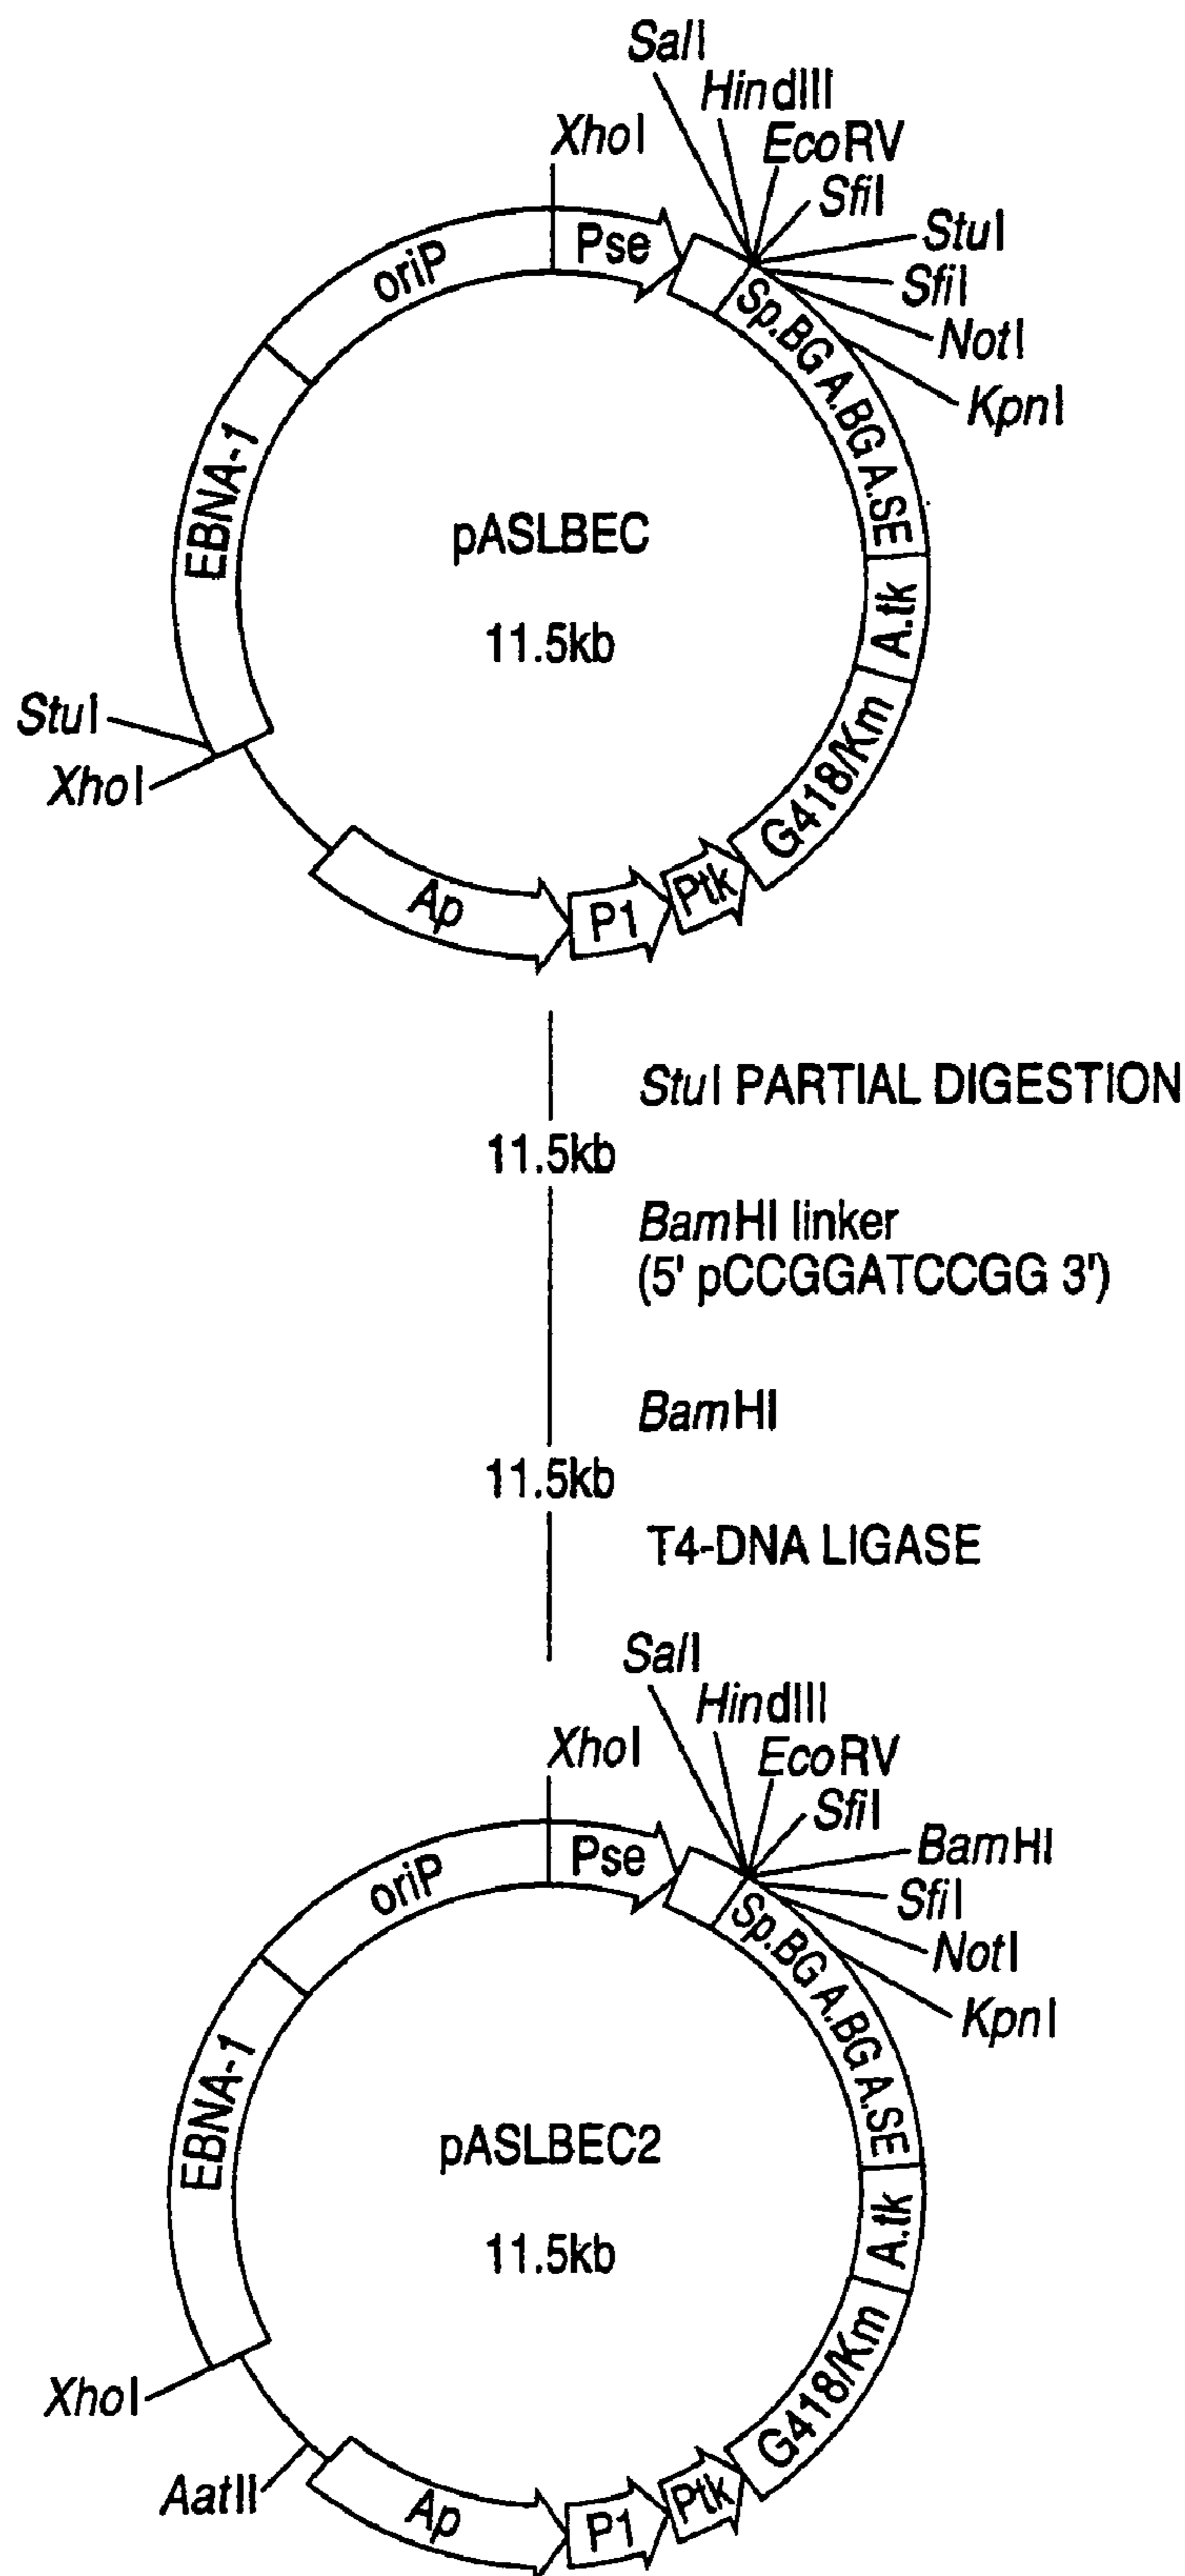 SalI
HindIII
XhoI
EcoRV
SfiI
Pse
StuI
oriP
SfiI
Sp.BG A.BG A.SE
NotI
KpnI
EBNA-1
pASLBEC
A.tk
11.5kb
StuI
G418/Km
XhoI
Ptk
Ap
P1
StuI PARTIAL DIGESTION
11.5kb
BamHI linker
(5' pCCGGATCCGG 3')
BamHI
11.5kb
T4-DNA LIGASE
SalI
HindIII
XhoI
EcoRV
SfiI
Pse
BamHI
oriP
SfiI
Sp.BG A.BG A.SE
NotI
KpnI
EBNA-1
pASLBEC2
A.tk
11.5kb
G418/Km
XhoI
Ptk
AatII
Ap
P1